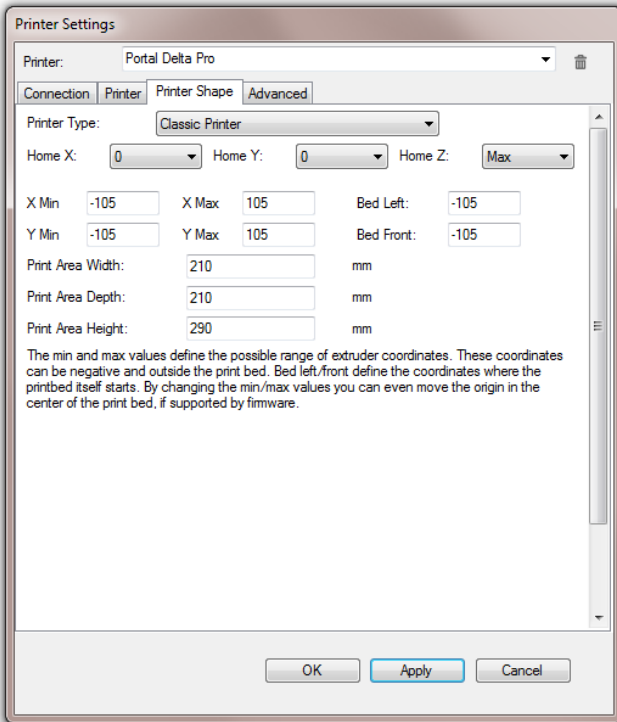 Printer Settings
Printer: Portal Delta Pro
Connection Printer Printer Shape Advanced
Printer Type: Classic Printer
Home X: 0 Home Y: 0 Home Z: Max
X Min -105 X Max 105 Bed Left: -105
Y Min -105 Y Max 105 Bed Front: -105
Print Area Width: 210 mm
Print Area Depth: 210 mm
Print Area Height: 290 mm
The min and max values define the possible range of extruder coordinates. These coordinates
can be negative and outside the print bed. Bed left/front define the coordinates where the
printbed itself starts. By changing the min/max values you can even move the origin in the
center of the print bed, if supported by firmware.
OK Apply Cancel